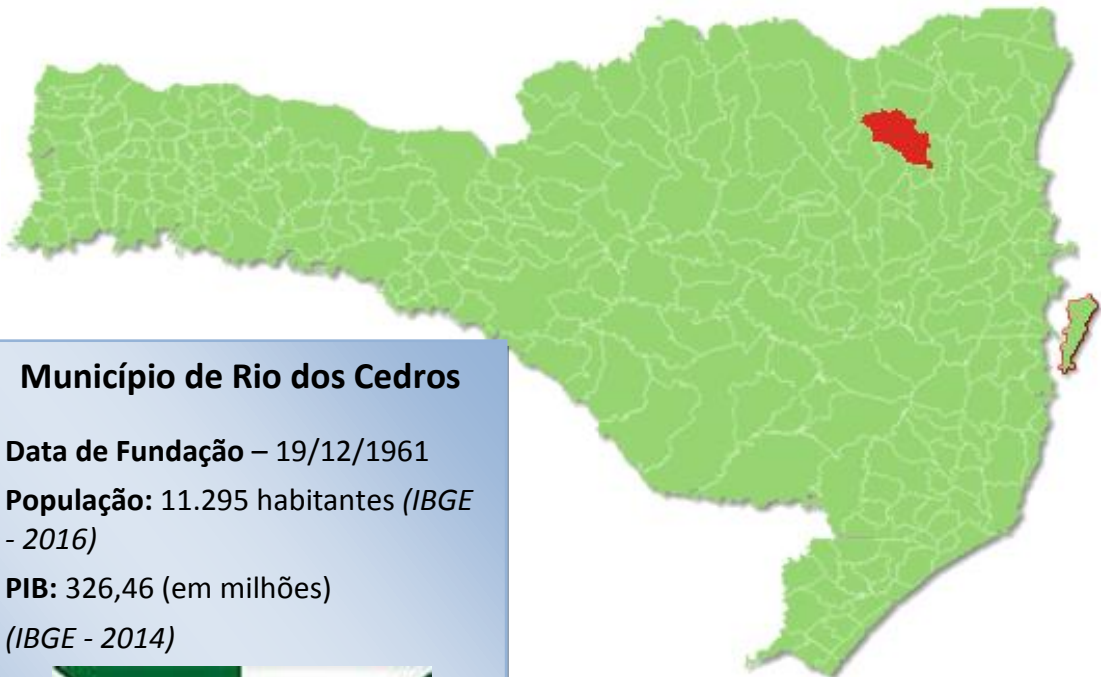 Município de Rio dos Cedros
Data de Fundação – 19/12/1961
População: 11.295 habitantes (IBGE
- 2016)
PIB: 326,46 (em milhões)
(IBGE - 2014)